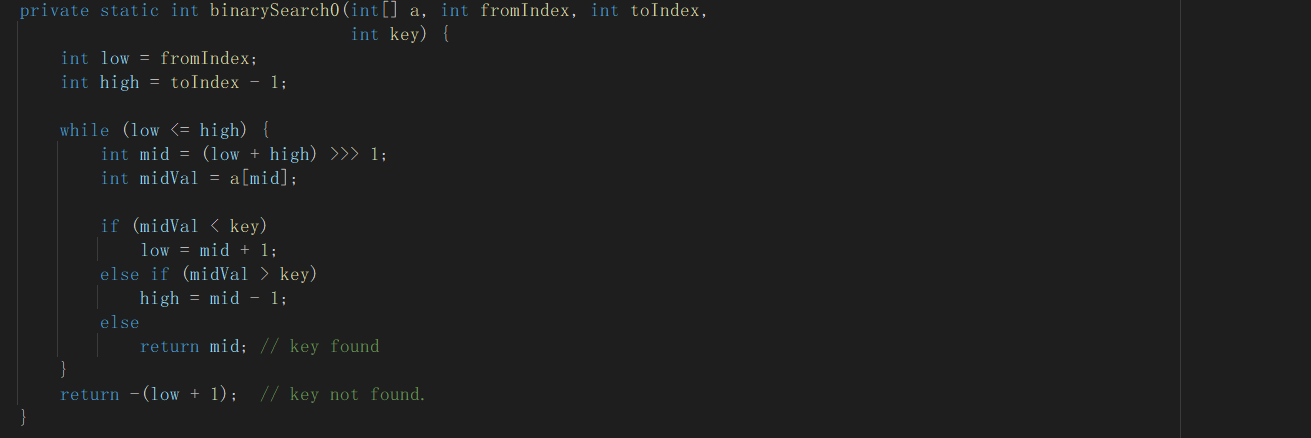 private static int binarySearch0(int[] a, int fromIndex, int toIndex,
                                 int key) {
    int low = fromIndex;
    int high = toIndex - 1;

    while (low <= high) {
        int mid = (low + high) >>> 1;
        int midVal = a[mid];

        if (midVal < key)
            low = mid + 1;
        else if (midVal > key)
            high = mid - 1;
        else
            return mid; // key found
    }
    return -(low + 1);  // key not found.
}